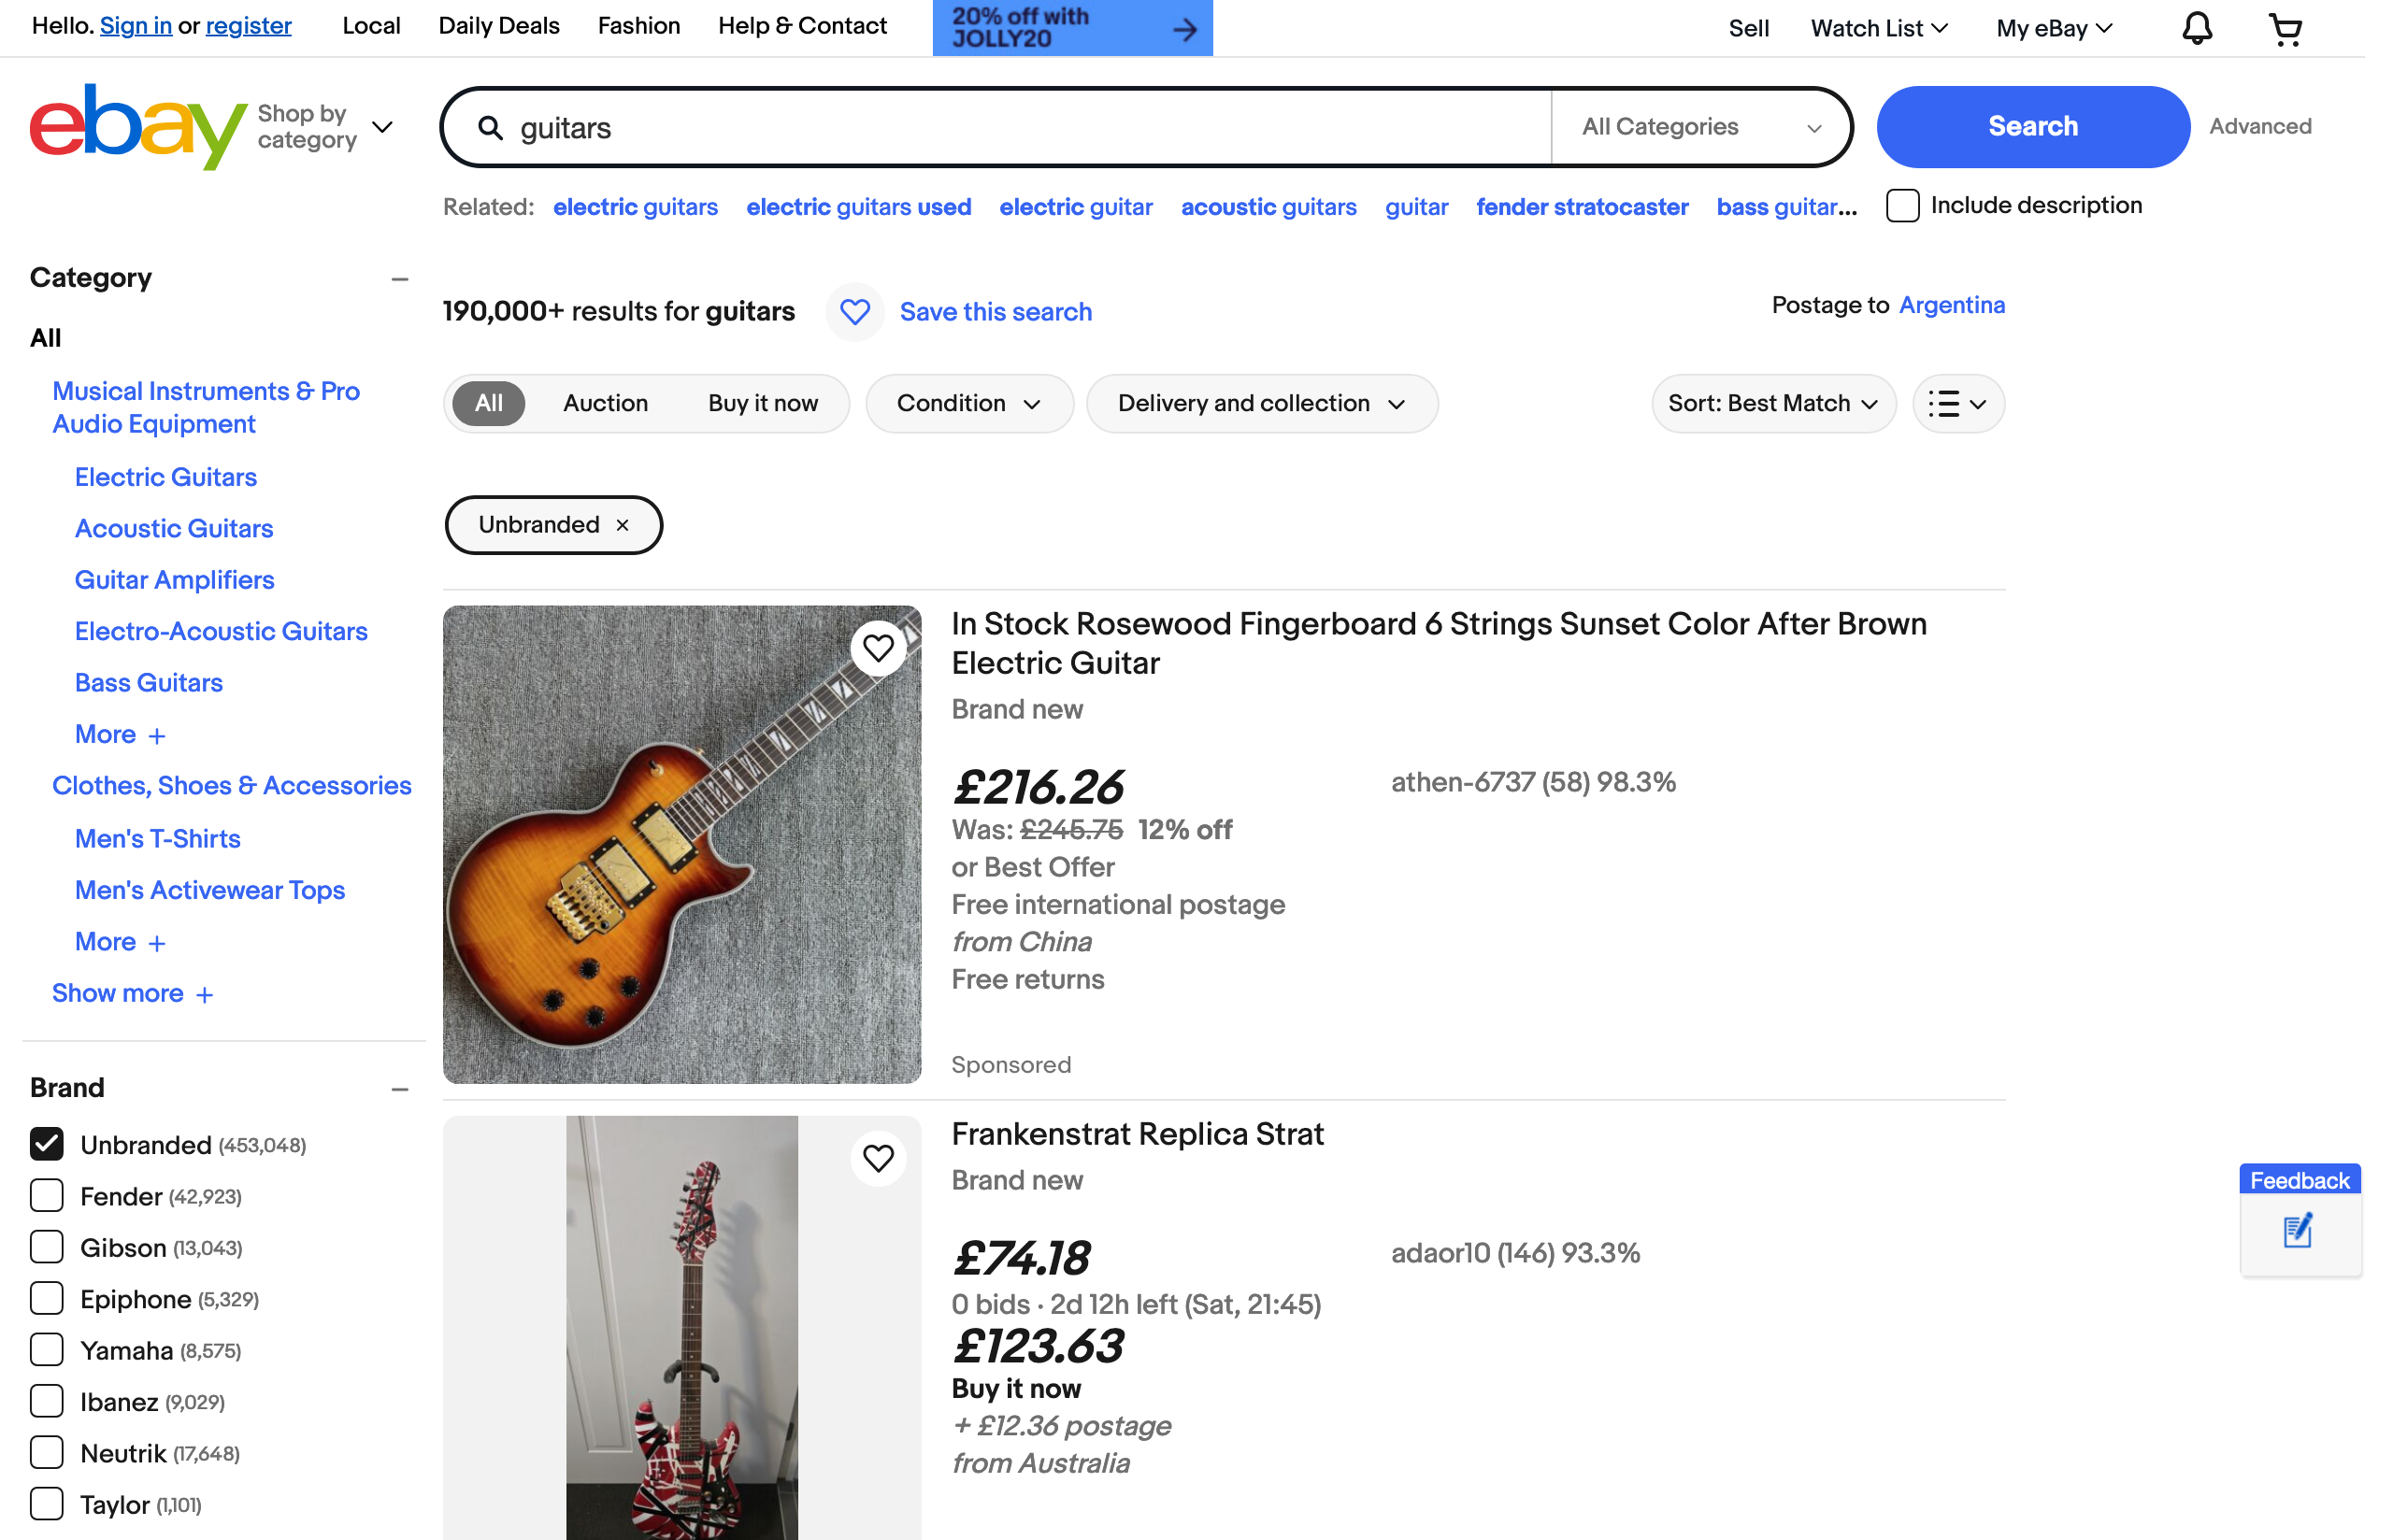 Hello. Sign in or register
Local
Daily Deals
Fashion
Help & Contact
20% off with
JOLLY20
Sell
Watch List
My eBay
ebay
Shop by
category
guitars
All Categories
Search
Advanced
Related: electric guitars electric guitars used electric guitar acoustic guitars guitar fender stratocaster bass guitar...
Include description
Category
All
Musical Instruments & Pro
Audio Equipment
Electric Guitars
Acoustic Guitars
Guitar Amplifiers
Electro-Acoustic Guitars
Bass Guitars
More +
Clothes, Shoes & Accessories
Men's T-Shirts
Men's Activewear Tops
More +
Show more +
Brand
Unbranded (453,048)
Fender (42,923)
Gibson (13,043)
Epiphone (5,329)
Yamaha (8,575)
Ibanez (9,029)
Neutrik (17,648)
Taylor (1,101)
190,000+ results for guitars
Save this search
Postage to Argentina
All
Auction
Buy it now
Condition
Delivery and collection
Sort: Best Match
Unbranded ×
In Stock Rosewood Fingerboard 6 Strings Sunset Color After Brown
Electric Guitar
Brand new
£216.26
athen-6737 (58) 98.3%
Was: £245.75 12% off
or Best Offer
Free international postage
from China
Free returns
Sponsored
Frankenstrat Replica Strat
Brand new
£74.18
adaor10 (146) 93.3%
0 bids · 2d 12h left (Sat, 21:45)
£123.63
Buy it now
+ £12.36 postage
from Australia
Feedback